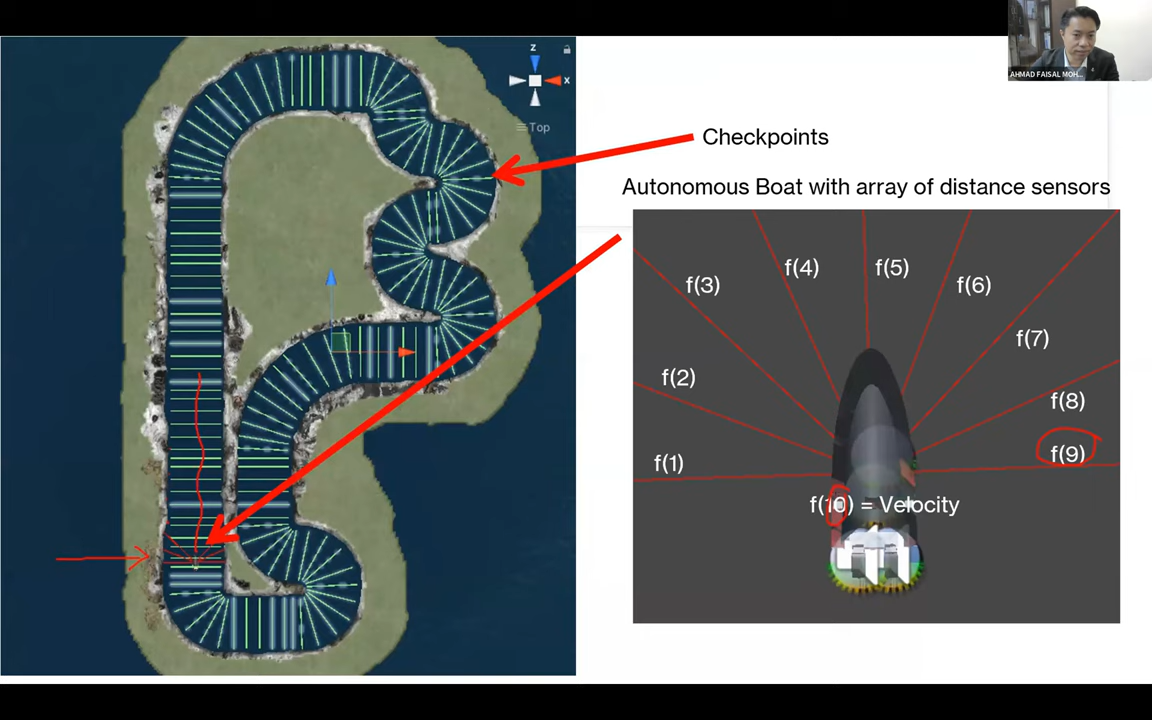 AHMAD FAISAL MOH...
z
x
Top
Checkpoints
Autonomous Boat with array of distance sensors
f(4)
f(5)
f(3)
f(6)
f(7)
f(2)
f(8)
f(1)
f(9)
f(10) = Velocity